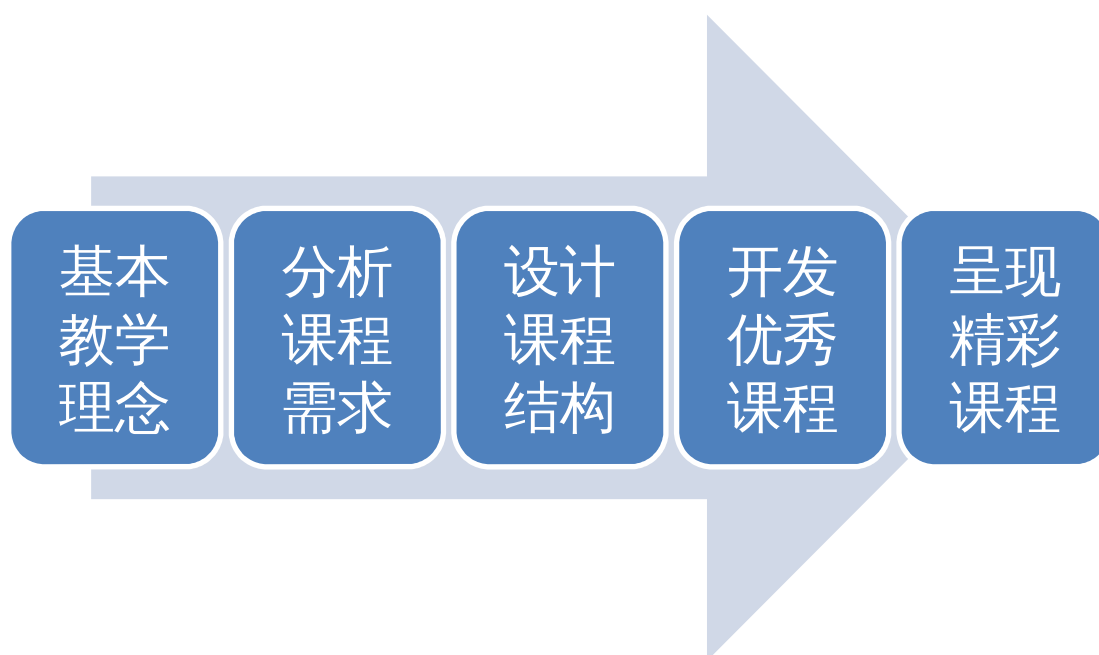 基本
教学
理念
分析
课程
需求
设计
课程
结构
开发
优秀
课程
呈现
精彩
课程